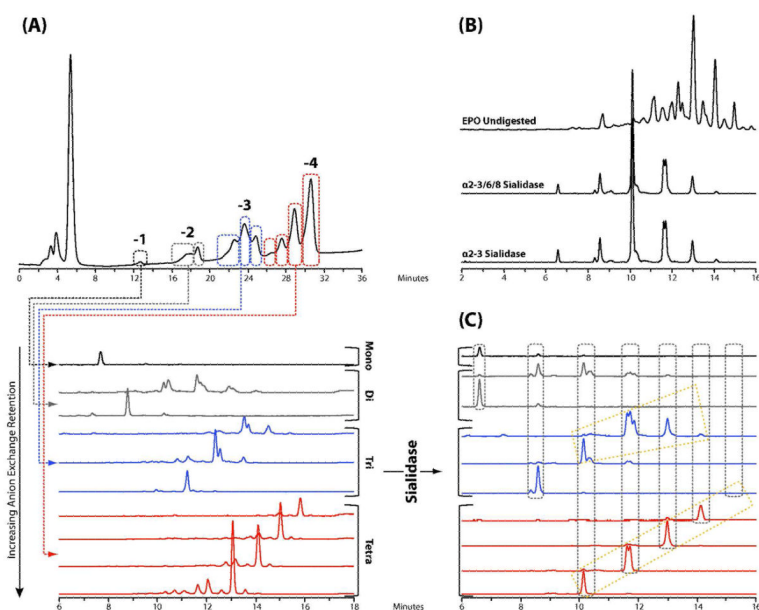 (A)
-1
-2
-3
-4
0 4 8 12 16 20 24 28 32 36
Minutes
(B)
EPO Undigested
α2-3/6/8 Sialidase
α2-3 Sialidase
2 4 6 8 10 12 14 16
Increasing Anion Exchange Retention
Mono
Di
Tri
Tetra
6 8 10 12 14 16 18
Minutes
Sialidase
(C)
6 8 10 12 14 16 18